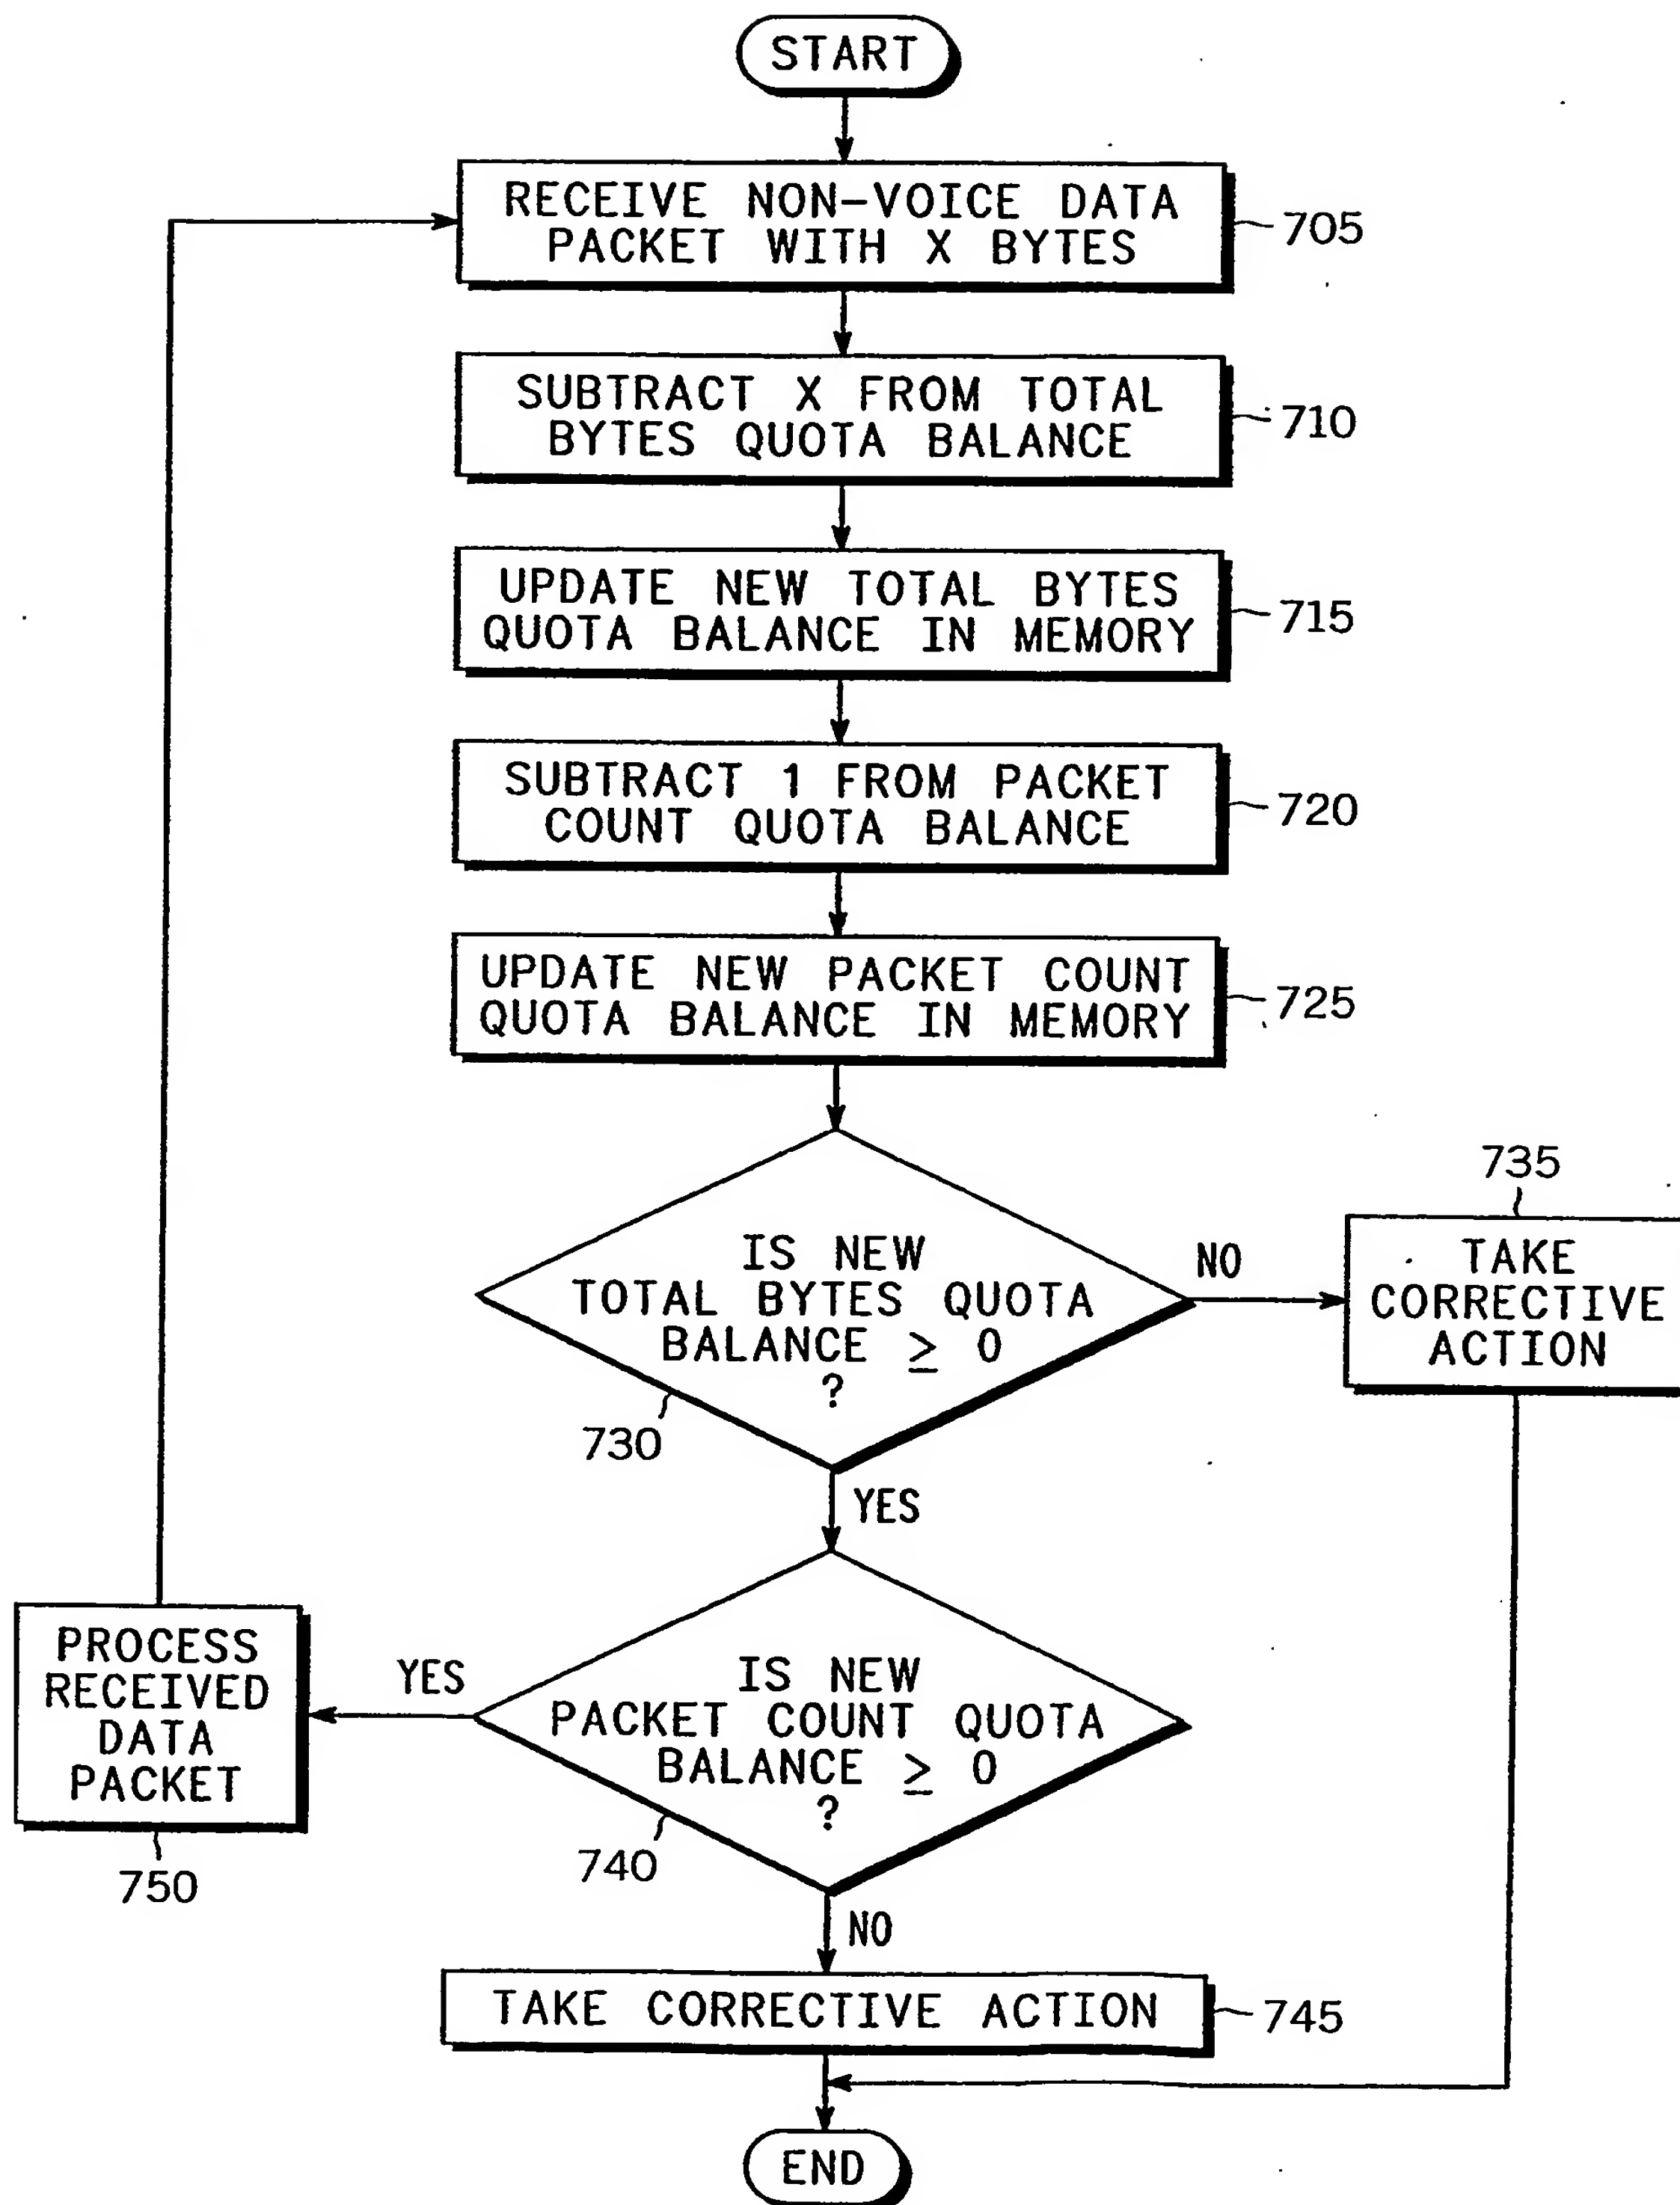 START
RECEIVE NON-VOICE DATA
PACKET WITH X BYTES
705
SUBTRACT X FROM TOTAL
BYTES QUOTA BALANCE
710
UPDATE NEW TOTAL BYTES
QUOTA BALANCE IN MEMORY
715
SUBTRACT 1 FROM PACKET
COUNT QUOTA BALANCE
720
UPDATE NEW PACKET COUNT
QUOTA BALANCE IN MEMORY
725
IS NEW
TOTAL BYTES QUOTA
BALANCE ≥ 0
?
730
NO
735
TAKE
CORRECTIVE
ACTION
YES
IS NEW
PACKET COUNT QUOTA
BALANCE ≥ 0
?
740
YES
PROCESS
RECEIVED
DATA
PACKET
750
NO
TAKE CORRECTIVE ACTION
745
END